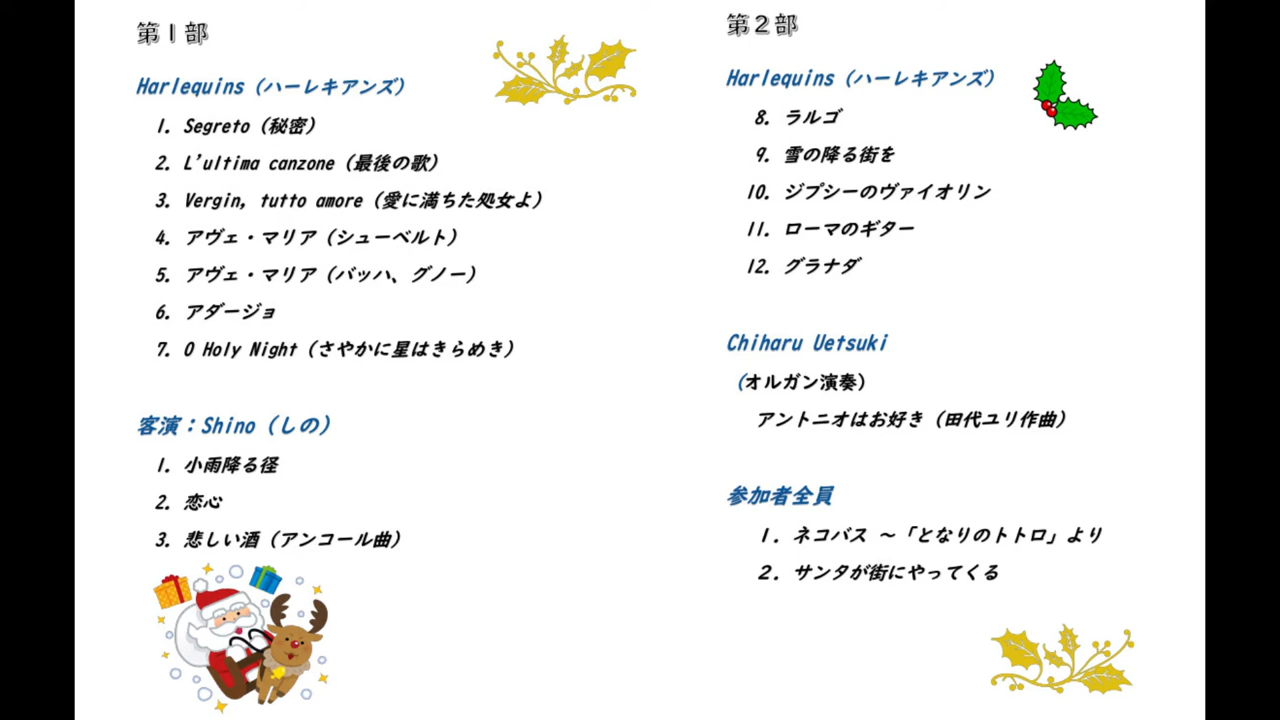 第1部
Harlequins（ハーレキアンズ）
1. Segreto（秘密）
2. L'ultima canzone（最後の歌）
3. Vergin, tutto amore（愛に満ちた処女よ）
4. アヴェ・マリア（シューベルト）
5. アヴェ・マリア（バッハ、グノー）
6. アダージョ
7. O Holy Night（さやかに星はきらめき）
客演：Shino（しの）
1. 小雨降る径
2. 恋心
3. 悲しい酒（アンコール曲）
第２部
Harlequins（ハーレキアンズ）
8. ラルゴ
9. 雪の降る街を
10. ジプシーのヴァイオリン
11. ローマのギター
12. グラナダ
Chiharu Uetsuki
（オルガン演奏）
アントニオはお好き（田代ユリ作曲）
参加者全員
１. ネコバス ～「となりのトトロ」より
２. サンタが街にやってくる